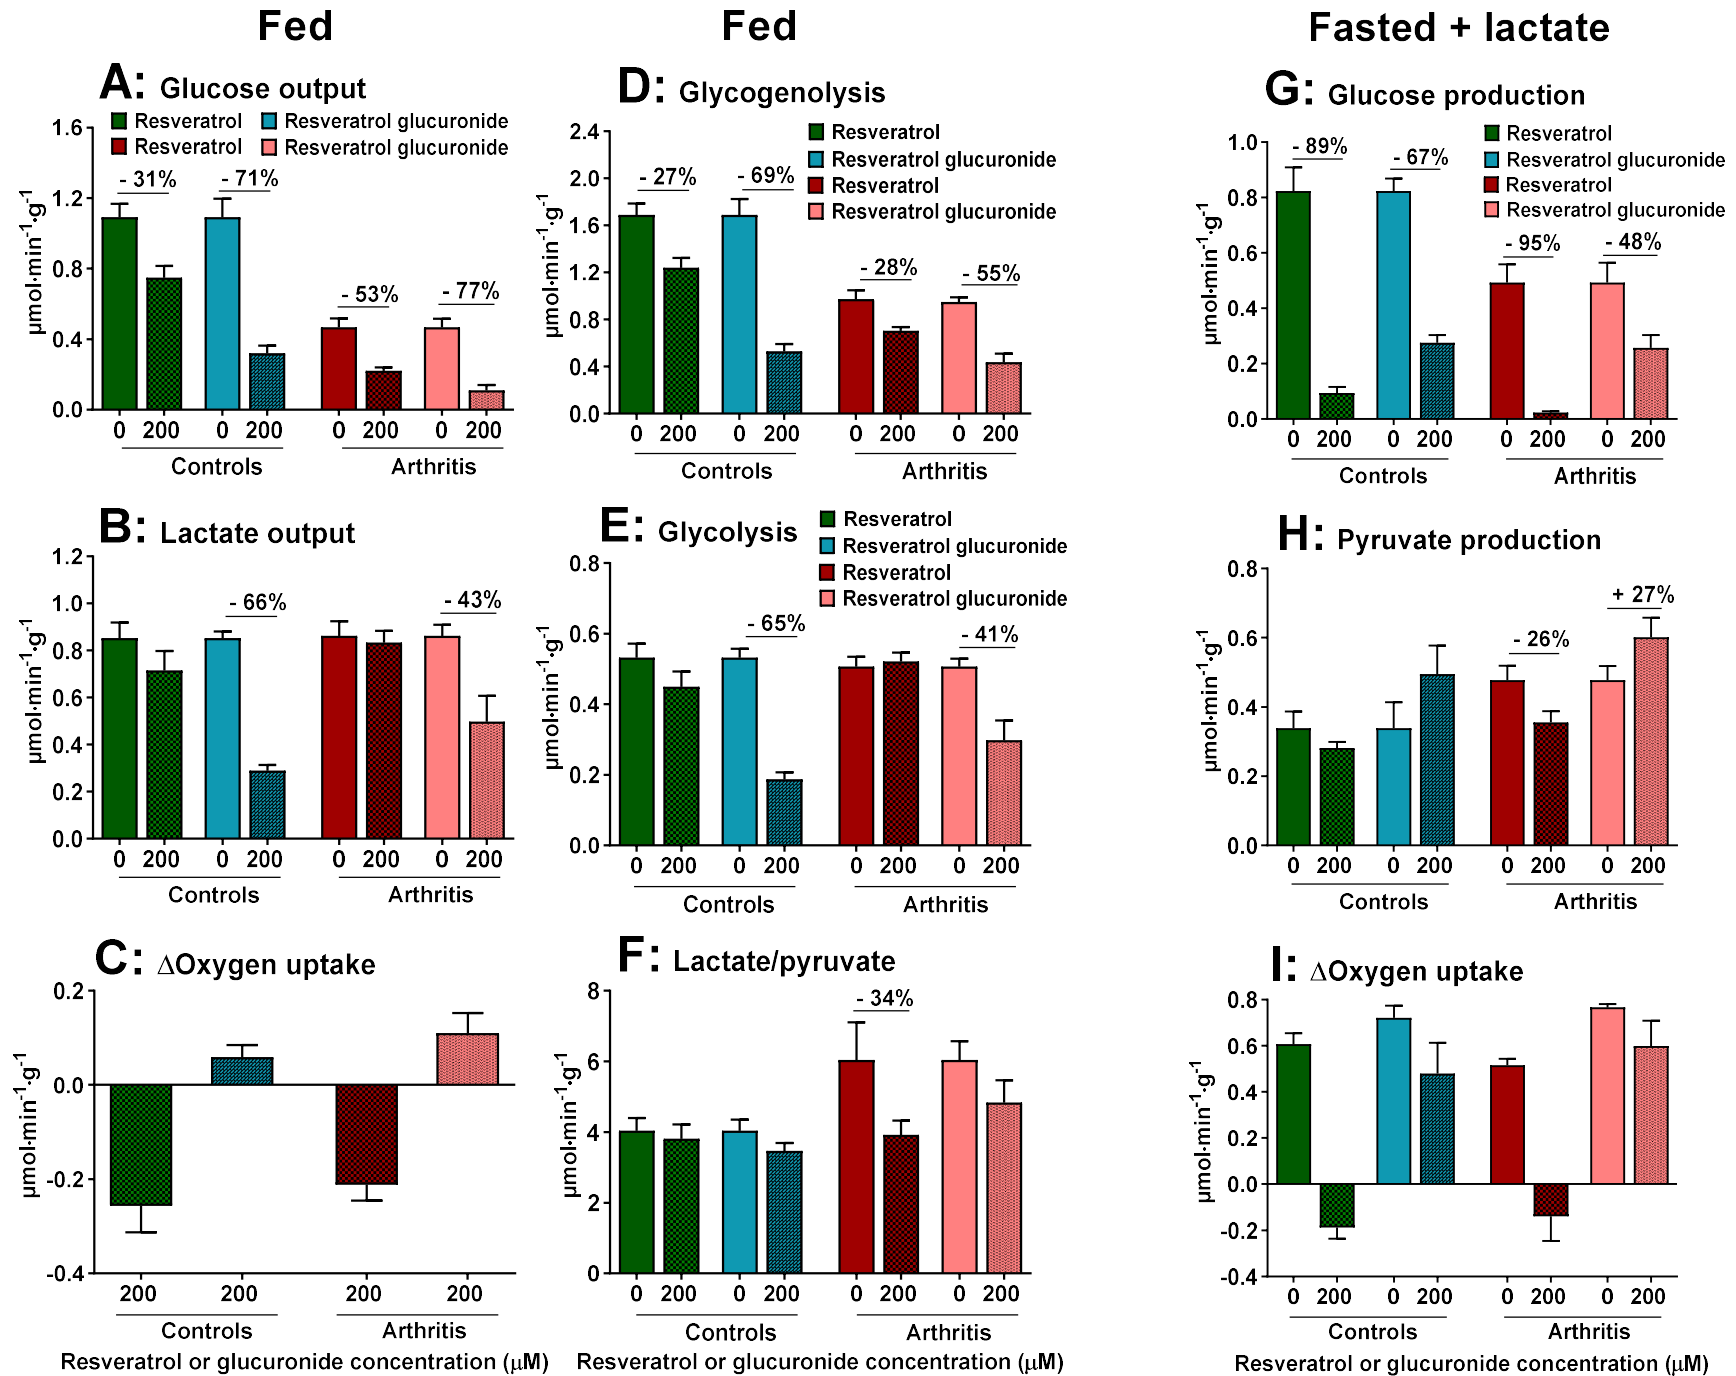 Fed
A: Glucose output
Resveratrol
Resveratrol glucuronide
Resveratrol
Resveratrol glucuronide
µmol·min⁻¹·g⁻¹
1.6
1.2
0.8
0.4
0.0
- 31%
- 71%
- 53%
- 77%
0 200 0 200 0 200 0 200
Controls Arthritis
B: Lactate output
µmol·min⁻¹·g⁻¹
1.2
1.0
0.8
0.6
0.4
0.2
0.0
- 66%
- 43%
0 200 0 200 0 200 0 200
Controls Arthritis
C: ΔOxygen uptake
µmol·min⁻¹·g⁻¹
0.2
0.0
-0.2
-0.4
200 200 200 200
Controls Arthritis
Resveratrol or glucuronide concentration (µM)
Fed
D: Glycogenolysis
Resveratrol
Resveratrol glucuronide
Resveratrol
Resveratrol glucuronide
µmol·min⁻¹·g⁻¹
2.4
2.0
1.6
1.2
0.8
0.4
0.0
- 27%
- 69%
- 28%
- 55%
0 200 0 200 0 200 0 200
Controls Arthritis
E: Glycolysis
Resveratrol
Resveratrol glucuronide
Resveratrol
Resveratrol glucuronide
µmol·min⁻¹·g⁻¹
0.8
0.6
0.4
0.2
0.0
- 65%
- 41%
0 200 0 200 0 200 0 200
Controls Arthritis
F: Lactate/pyruvate
µmol·min⁻¹·g⁻¹
8
6
4
2
0
- 34%
0 200 0 200 0 200 0 200
Controls Arthritis
Resveratrol or glucuronide concentration (µM)
Fasted + lactate
G: Glucose production
Resveratrol
Resveratrol glucuronide
Resveratrol
Resveratrol glucuronide
µmol·min⁻¹·g⁻¹
1.0
0.8
0.6
0.4
0.2
0.0
- 89%
- 67%
- 95%
- 48%
0 200 0 200 0 200 0 200
Controls Arthritis
H: Pyruvate production
µmol·min⁻¹·g⁻¹
0.8
0.6
0.4
0.2
0.0
- 26%
+ 27%
0 200 0 200 0 200 0 200
Controls Arthritis
I: ΔOxygen uptake
µmol·min⁻¹·g⁻¹
0.8
0.6
0.4
0.2
0.0
-0.2
-0.4
0 200 0 200 0 200 0 200
Controls Arthritis
Resveratrol or glucuronide concentration (µM)